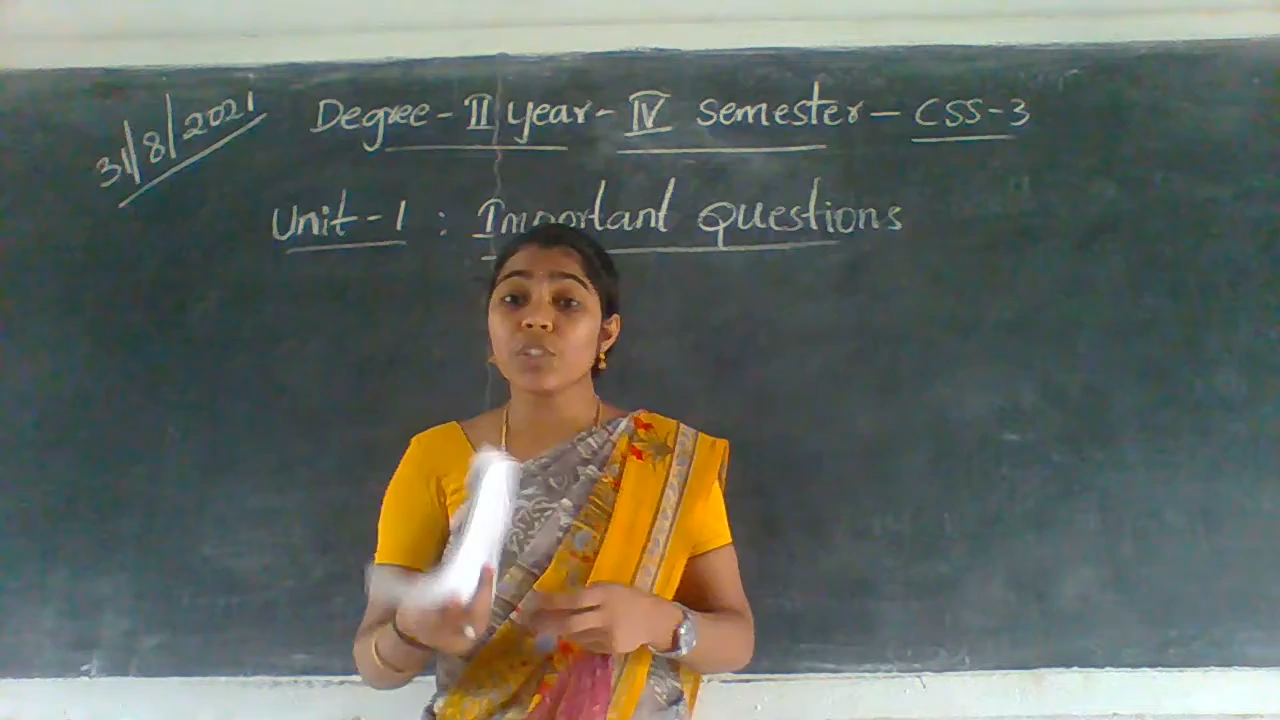 31/8/2021
Degree - II year - IV semester - CSS-3
Unit - 1 : Important Questions